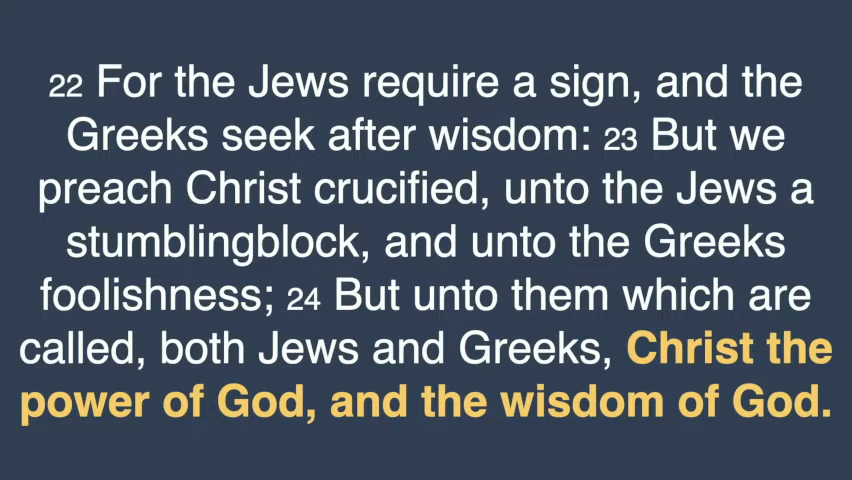 22 For the Jews require a sign, and the
Greeks seek after wisdom: 23 But we
preach Christ crucified, unto the Jews a
stumblingblock, and unto the Greeks
foolishness; 24 But unto them which are
called, both Jews and Greeks, Christ the
power of God, and the wisdom of God.